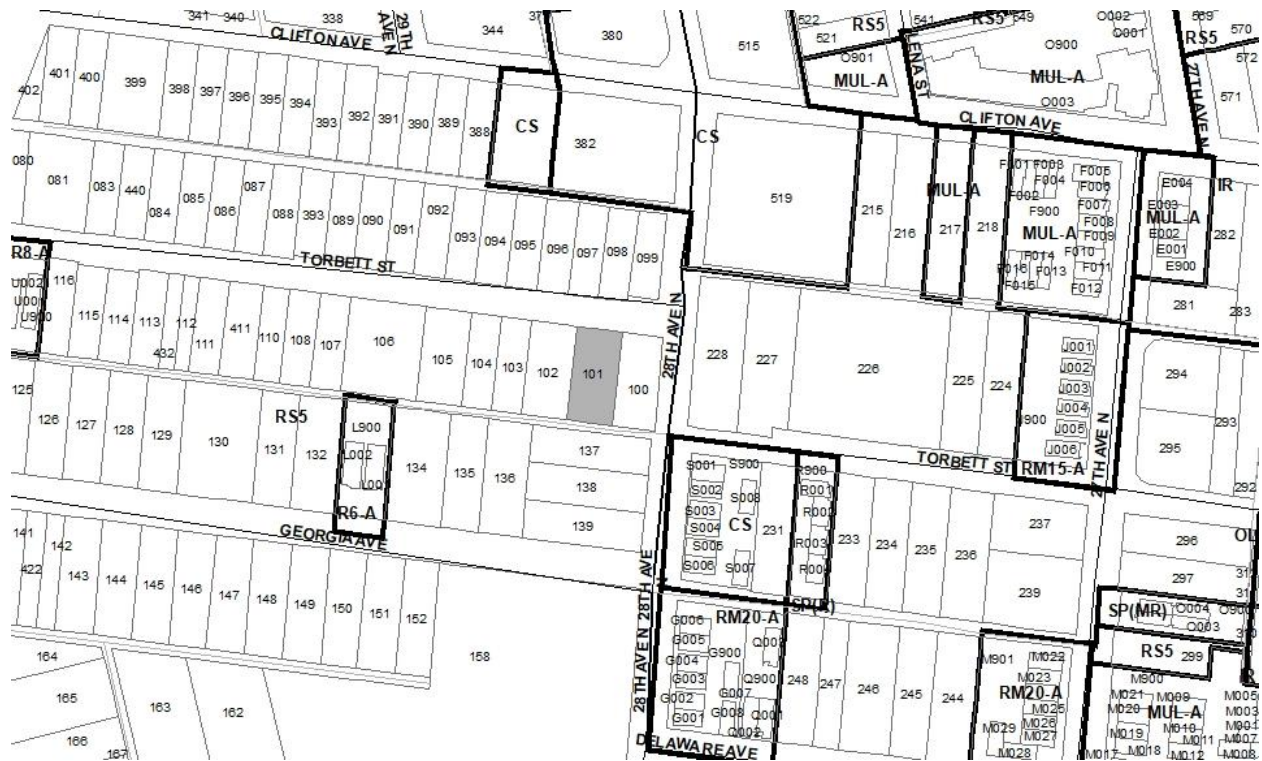 341 340
338
29TH AVE N
344
37
380
515
522
521
RS5
541
RS5
549
O002
O001
RS5
569
570
572
CLIFTON AVE
O901
MUL-A
LENA ST
O900
MUL-A
O003
27TH AVE N
571
402 401 400 399 398 397 396 395 394 393 392 391 390 389 388
CS
382
CS
CLIFTON AVE
519
215
216
MUL-A
217
218
F001 F003
F004
F002
F900
MUL-A
F005
F006
F007
F008
F009
F010
F014
F016 F013 F011
F015 F012
E004
E003
MUL-A
E002
E001
E900
IR
282
281
283
080
081
083 440
084
085
086
087
088 393 089 090
091
092
093 094 095 096 097 098 099
TORBETT ST
28TH AVE N
R8-A
U002
U001
U900
116
115 114 113
432
112
111
411
110 108 107
106
105 104 103 102 101 100
228 227 226 225 224
J001
J002
J003
J004
J005
J006
J900
RM15-A
27TH AVE N
294
293
295
292
125
126 127 128 129 130
RS5
131 132
L900
L002
R6-A
134 135 136
137
138
139
TORBETT ST
S001 S900
S002
S008
S003
S004
CS
231
S005
S006 S007
R900
R001
R002
R003
233 234 235 236
237
239
296
297
GEORGIA AVE
141
142
422
143 144 145 146 147 148 149 150 151 152
158
28TH AVE N 28TH AVE
RM20-A
G006
G005
G900
G004
G003
G002 G007
G001 G008
Q900
Q001
248 247 246 245 244
SP(MR)
O004
O003
RS5
299
M901 M022
M023
RM20-A
M025
M026
M029 M027
M028
M900
M021 M009
M020
MUL-A
M010
M019
M011
M018
M017 M012
M005
M003
M001
M007
M008
164
165
166
167
163
162
DELAWARE AVE